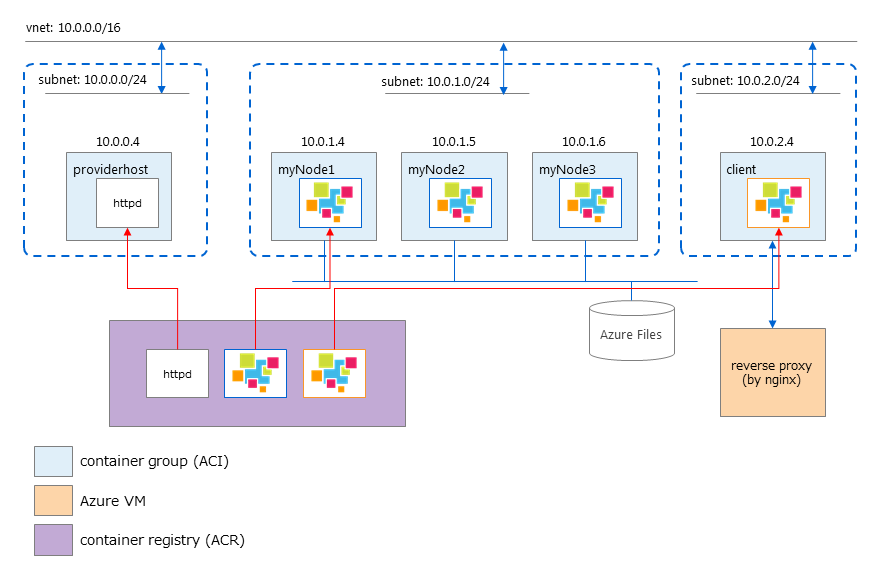 vnet: 10.0.0.0/16
subnet: 10.0.0.0/24
subnet: 10.0.1.0/24
subnet: 10.0.2.0/24
10.0.0.4
10.0.1.4
10.0.1.5
10.0.1.6
10.0.2.4
providerhost
myNode1
myNode2
myNode3
client
httpd
Azure Files
httpd
reverse proxy
(by nginx)
container group (ACI)
Azure VM
container registry (ACR)